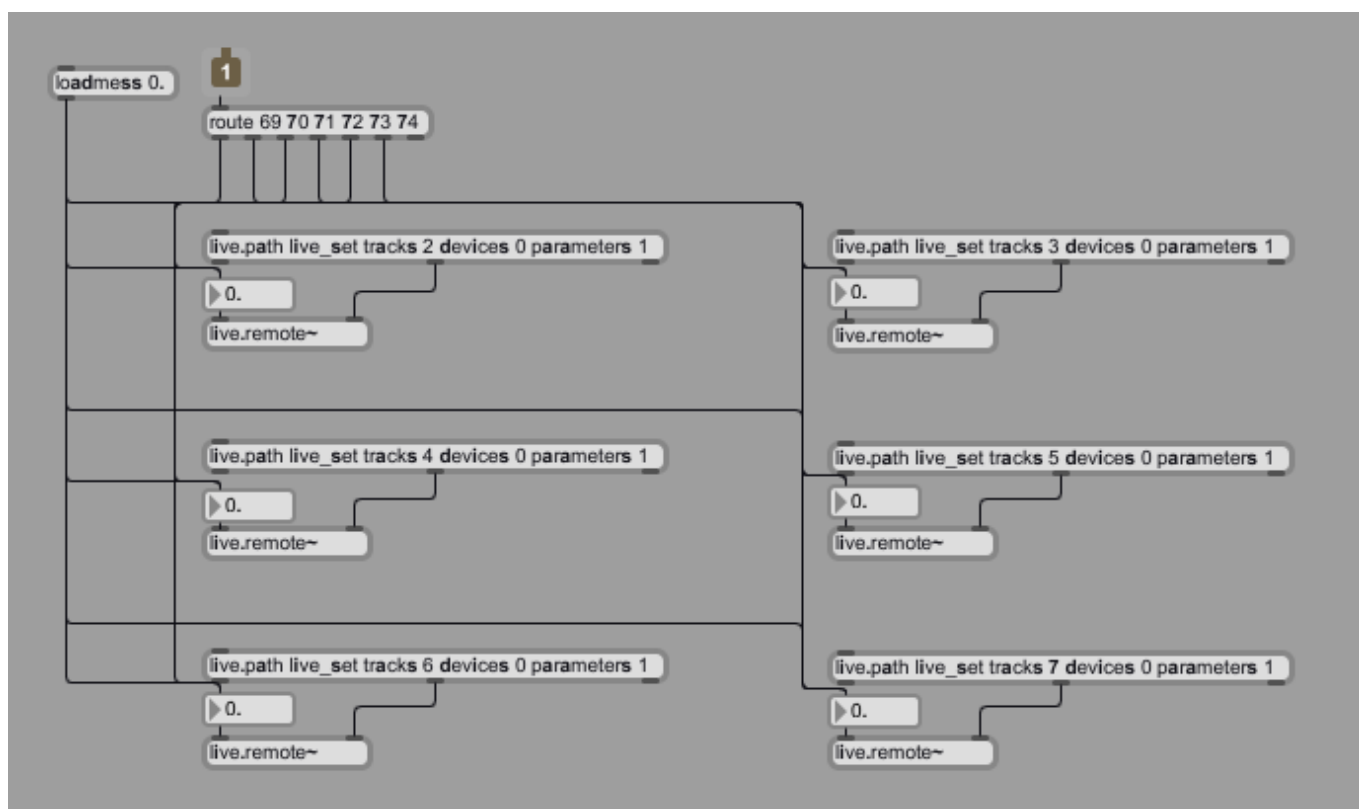 loadmess 0.
1
route 69 70 71 72 73 74
live.path live_set tracks 2 devices 0 parameters 1
0.
live.remote~
live.path live_set tracks 3 devices 0 parameters 1
0.
live.remote~
live.path live_set tracks 4 devices 0 parameters 1
0.
live.remote~
live.path live_set tracks 5 devices 0 parameters 1
0.
live.remote~
live.path live_set tracks 6 devices 0 parameters 1
0.
live.remote~
live.path live_set tracks 7 devices 0 parameters 1
0.
live.remote~